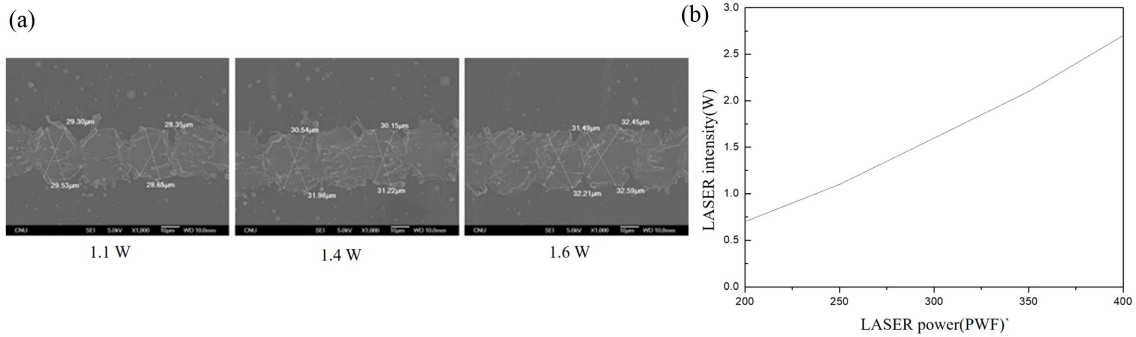 (a)
29.30µm
28.35µm
29.53µm
28.65µm
CNU SEI 5.0kV X1,000 10µm WD 10.0mm
1.1 W
30.54µm
30.15µm
31.98µm
31.22µm
CNU SEI 5.0kV X1,000 10µm WD 10.0mm
1.4 W
31.49µm
32.45µm
32.21µm
32.59µm
CNU SEI 5.0kV X1,000 10µm WD 10.0mm
1.6 W
(b)
LASER intensity(W)
3.0
2.5
2.0
1.5
1.0
0.5
0.0
200 250 300 350 400
LASER power(PWF)`